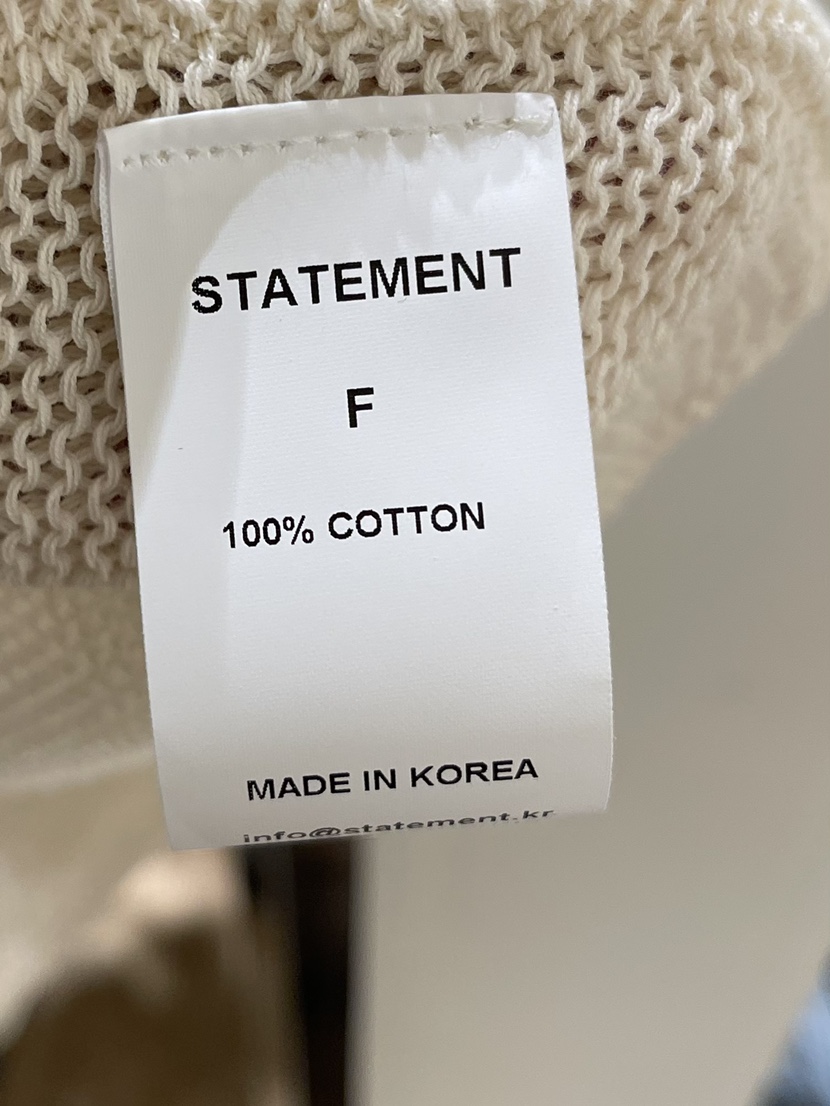 STATEMENT
F
100% COTTON
MADE IN KOREA
info@statement.kr